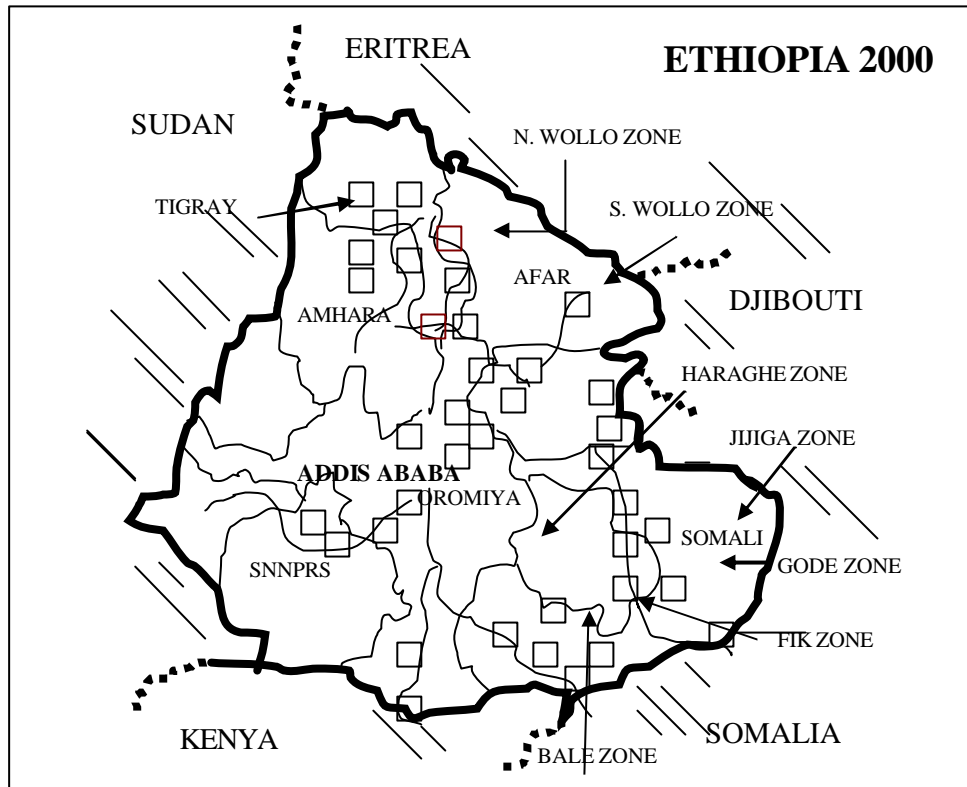 ERITREA
ETHIOPIA 2000
SUDAN
N. WOLLO ZONE
TIGRAY
S. WOLLO ZONE
AFAR
DJIBOUTI
AMHARA
HARAGHE ZONE
JIJIGA ZONE
ADDIS ABABA
OROMIYA
SOMALI
SNNPRS
GODE ZONE
FIK ZONE
KENYA
SOMALIA
BALE ZONE